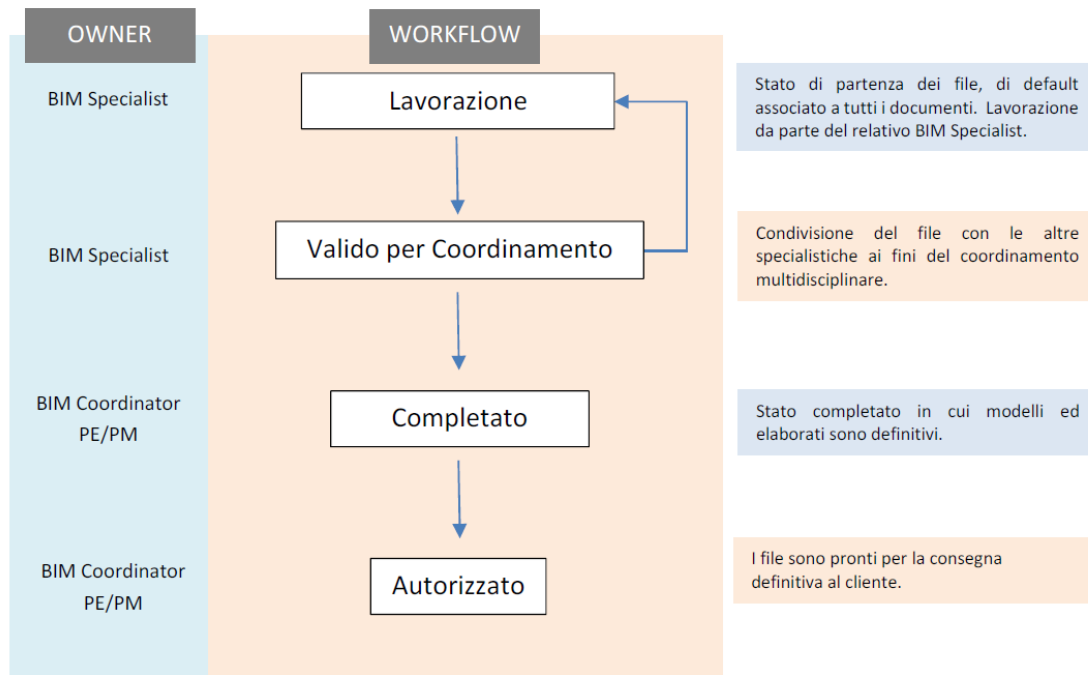 OWNER
WORKFLOW
BIM Specialist
Lavorazione
Stato di partenza dei file, di default
associato a tutti i documenti. Lavorazione
da parte del relativo BIM Specialist.
BIM Specialist
Valido per Coordinamento
Condivisione del file con le altre
specialistiche ai fini del coordinamento
multidisciplinare.
BIM Coordinator
PE/PM
Completato
Stato completato in cui modelli ed
elaborati sono definitivi.
BIM Coordinator
PE/PM
Autorizzato
I file sono pronti per la consegna
definitiva al cliente.